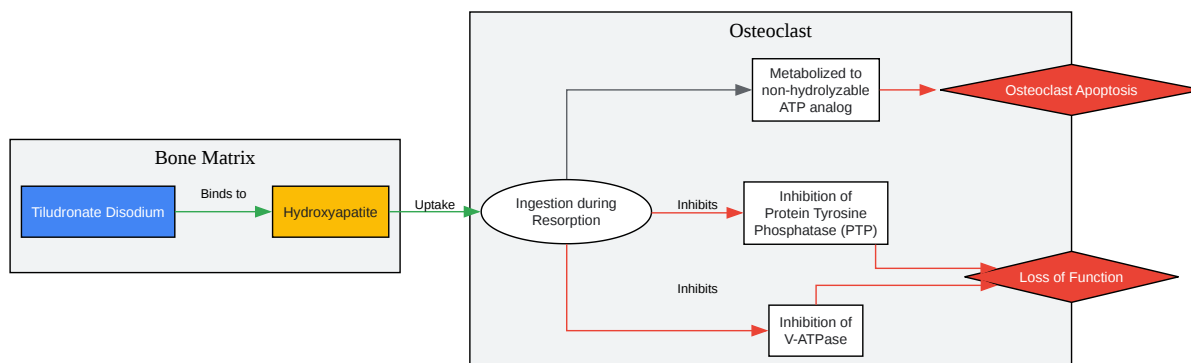 Osteoclast
Metabolized to
non-hydrolyzable
ATP analog
Osteoclast Apoptosis
Bone Matrix
Tiludronate Disodium
Binds to
Hydroxyapatite
Uptake
Ingestion during
Resorption
Inhibits
Inhibition of
Protein Tyrosine
Phosphatase (PTP)
Loss of Function
Inhibits
Inhibition of
V-ATPase